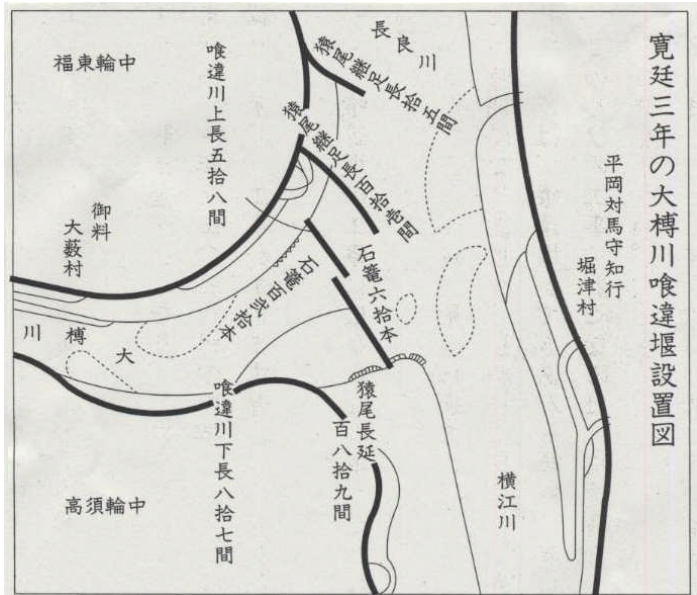 寛延三年の大榑川喰違堰設置図
平岡対馬守知行
堀津村
長良川
猿尾継足長拾五間
猿尾継足長百拾壱間
石籠六拾本
石籠百弐拾本
横江川
猿尾長延
百八拾九間
喰違川上長五拾八間
喰違川下長八拾七間
福東輪中
御料
大薮村
大榑川
高須輪中